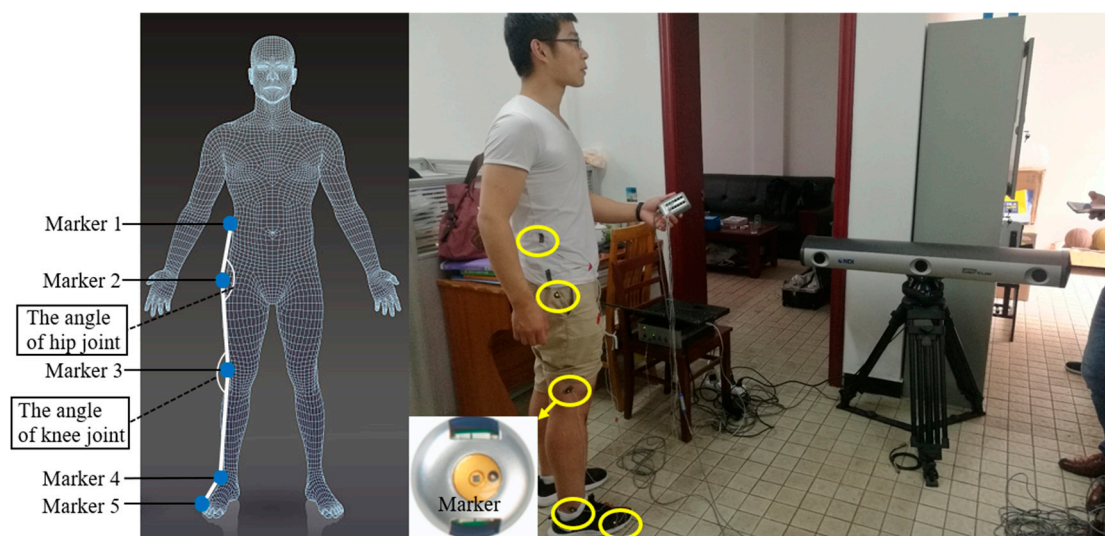 Marker 1
Marker 2
The angle
of hip joint
Marker 3
The angle
of knee joint
Marker 4
Marker 5
Marker